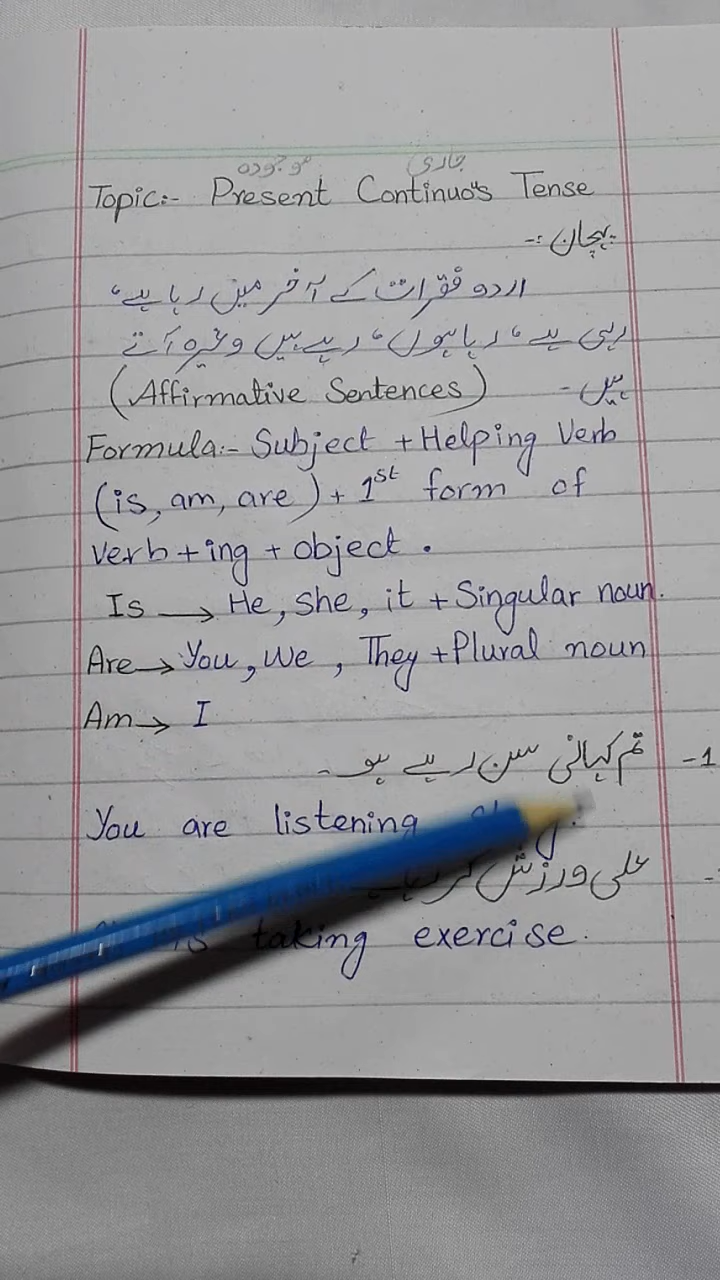 موجودہ جاری
Topic:- Present Continuo's Tense
پہچان :-
اردو فقرات کے آخر میں رہا ہے،
رہی ہے، رہا ہوں، رہے ہیں وغیرہ آتے
ہیں -
(Affirmative Sentences)
Formula:- Subject + Helping Verb
(is, am, are) + 1st form of
verb + ing + object.
Is → He, She, it + Singular noun.
Are → You, We, They + Plural noun
Am → I
1- تم کہانی سن رہے ہو۔
You are listening
علی ورزش کر رہا
is taking exercise.